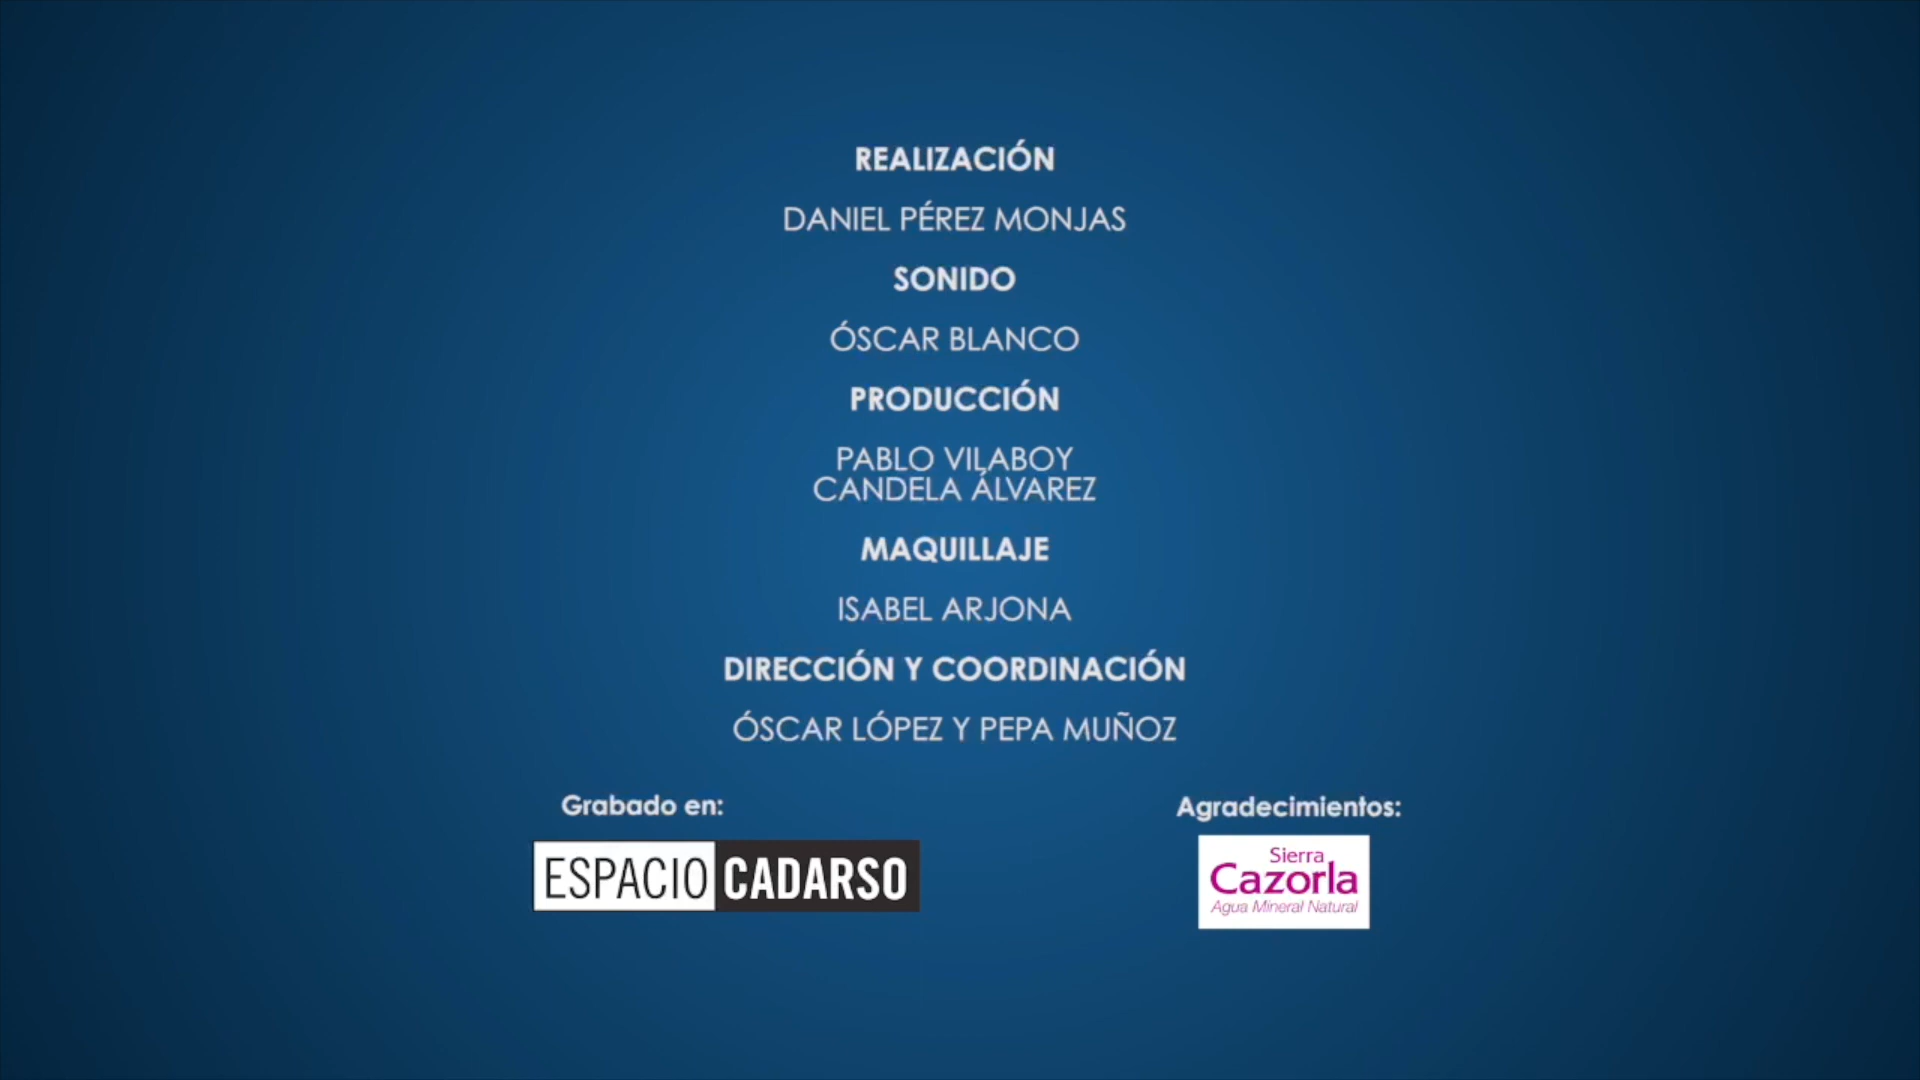 REALIZACIÓN
DANIEL PÉREZ MONJAS
SONIDO
ÓSCAR BLANCO
PRODUCCIÓN
PABLO VILABOY
CANDELA ÁLVAREZ
MAQUILLAJE
ISABEL ARJONA
DIRECCIÓN Y COORDINACIÓN
ÓSCAR LÓPEZ Y PEPA MUÑOZ
Grabado en:
ESPACIO CADARSO
Agradecimientos:
Sierra
Cazorla
Agua Mineral Natural